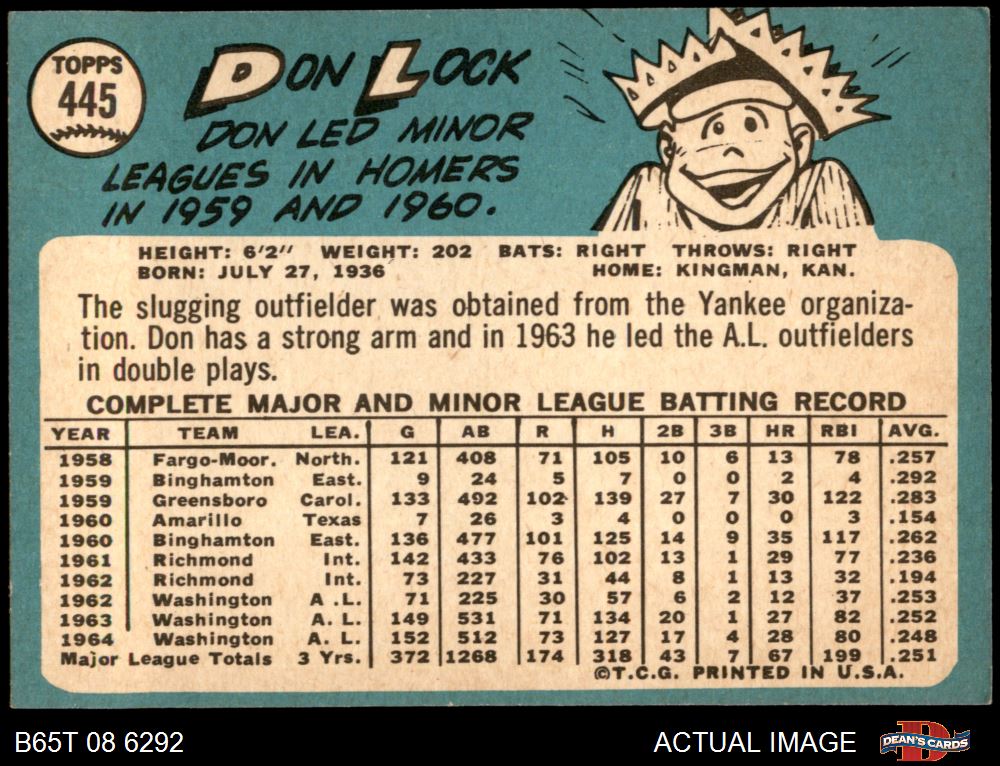 TOPPS
445
DON LOCK
DON LED MINOR
LEAGUES IN HOMERS
IN 1959 AND 1960.
HEIGHT: 6'2" WEIGHT: 202 BATS: RIGHT THROWS: RIGHT
BORN: JULY 27, 1936 HOME: KINGMAN, KAN.
The slugging outfielder was obtained from the Yankee organiza-
tion. Don has a strong arm and in 1963 he led the A.L. outfielders
in double plays.
COMPLETE MAJOR AND MINOR LEAGUE BATTING RECORD
YEAR TEAM LEA. G AB R H 2B 3B HR RBI AVG.
1958 Fargo-Moor. North. 121 408 71 105 10 6 13 78 .257
1959 Binghamton East. 9 24 5 7 0 0 2 4 .292
1959 Greensboro Carol. 133 492 102 139 27 7 30 122 .283
1960 Amarillo Texas 7 26 3 4 0 0 0 3 .154
1960 Binghamton East. 136 477 101 125 14 9 35 117 .262
1961 Richmond Int. 142 433 76 102 13 1 29 77 .236
1962 Richmond Int. 73 227 31 44 8 1 13 32 .194
1962 Washington A .L. 71 225 30 57 6 2 12 37 .253
1963 Washington A. L. 149 531 71 134 20 1 27 82 .252
1964 Washington A. L. 152 512 73 127 17 4 28 80 .248
Major League Totals 3 Yrs. 372 1268 174 318 43 7 67 199 .251
©T.C.G. PRINTED IN U.S.A.
B65T 08 6292 ACTUAL IMAGE D DEAN'S CARDS